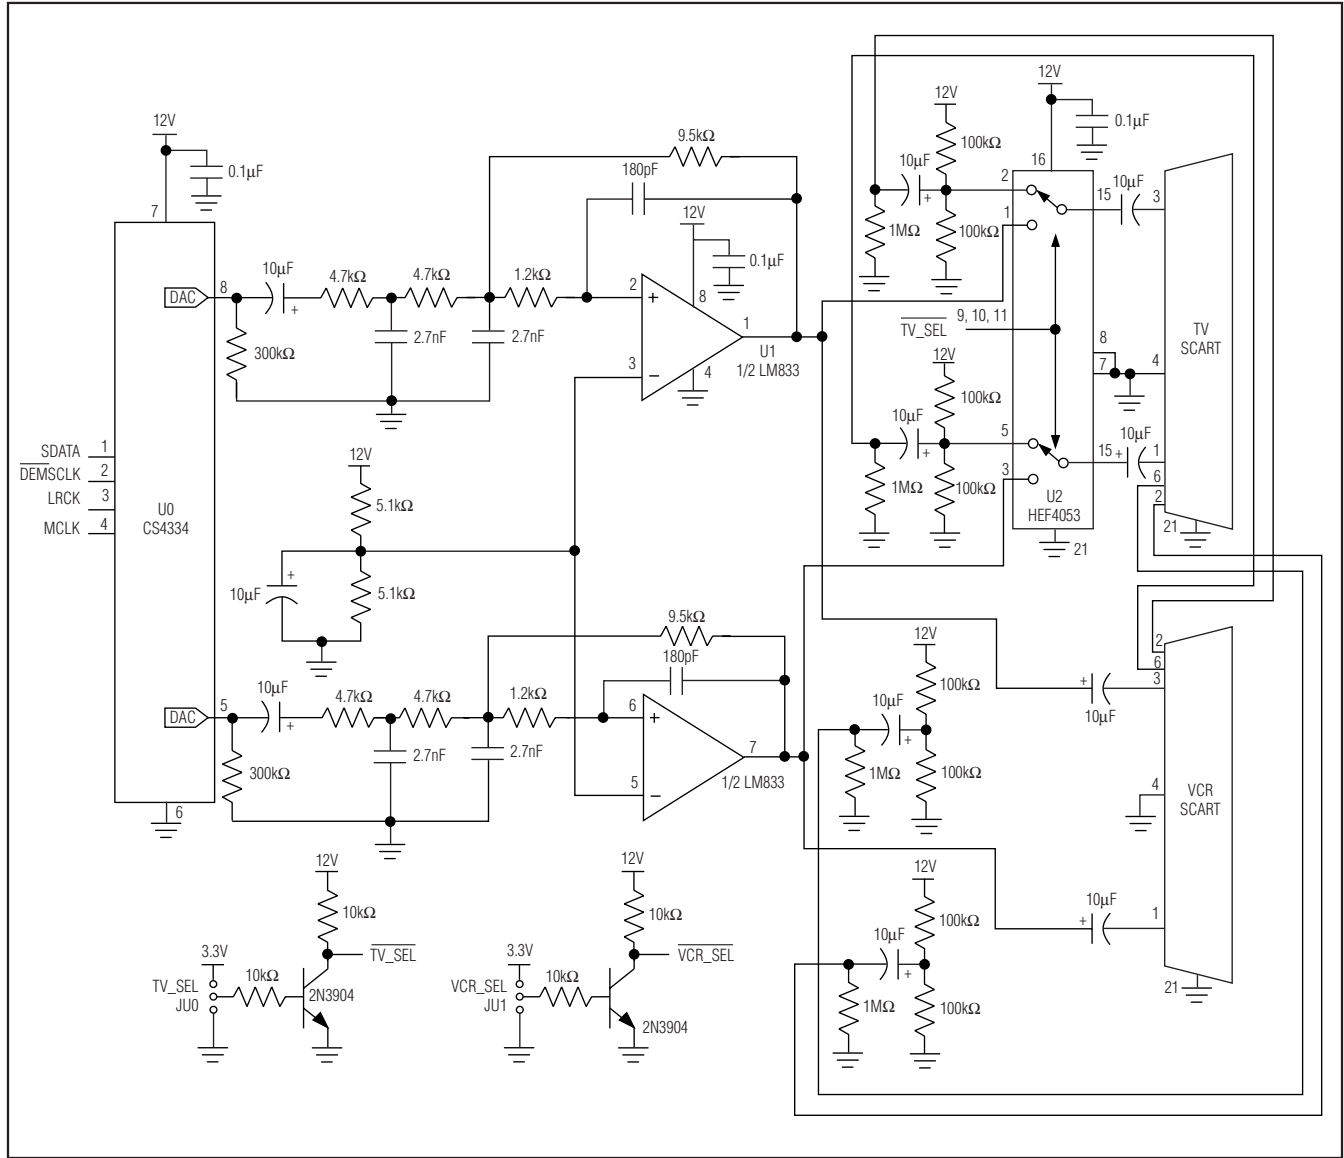 12V
0.1µF
7
DAC
8
10µF
+
4.7kΩ
4.7kΩ
1.2kΩ
9.5kΩ
180pF
12V
0.1µF
300kΩ
2.7nF
2.7nF
2
+
3
−
8
4
1
U1
1/2 LM833
SDATA
1
DEMSCLK
2
LRCK
3
MCLK
4
U0
CS4334
12V
5.1kΩ
5.1kΩ
+
10µF
DAC
5
10µF
+
4.7kΩ
4.7kΩ
1.2kΩ
9.5kΩ
180pF
300kΩ
2.7nF
2.7nF
6
+
5
−
7
1/2 LM833
6
12V
10kΩ
TV_SEL
3.3V
TV_SEL
JU0
10kΩ
2N3904
12V
10kΩ
VCR_SEL
3.3V
VCR_SEL
JU1
10kΩ
2N3904
12V
10µF
+
100kΩ
100kΩ
1MΩ
12V
0.1µF
16
2
1
15
10µF
3
TV_SEL
9, 10, 11
8
7
4
TV
SCART
12V
10µF
+
100kΩ
100kΩ
1MΩ
5
3
15
+
10µF
1
6
2
U2
HEF4053
21
21
12V
10µF
+
100kΩ
100kΩ
1MΩ
2
6
3
+
10µF
4
VCR
SCART
12V
10µF
+
100kΩ
100kΩ
1MΩ
+
10µF
1
21